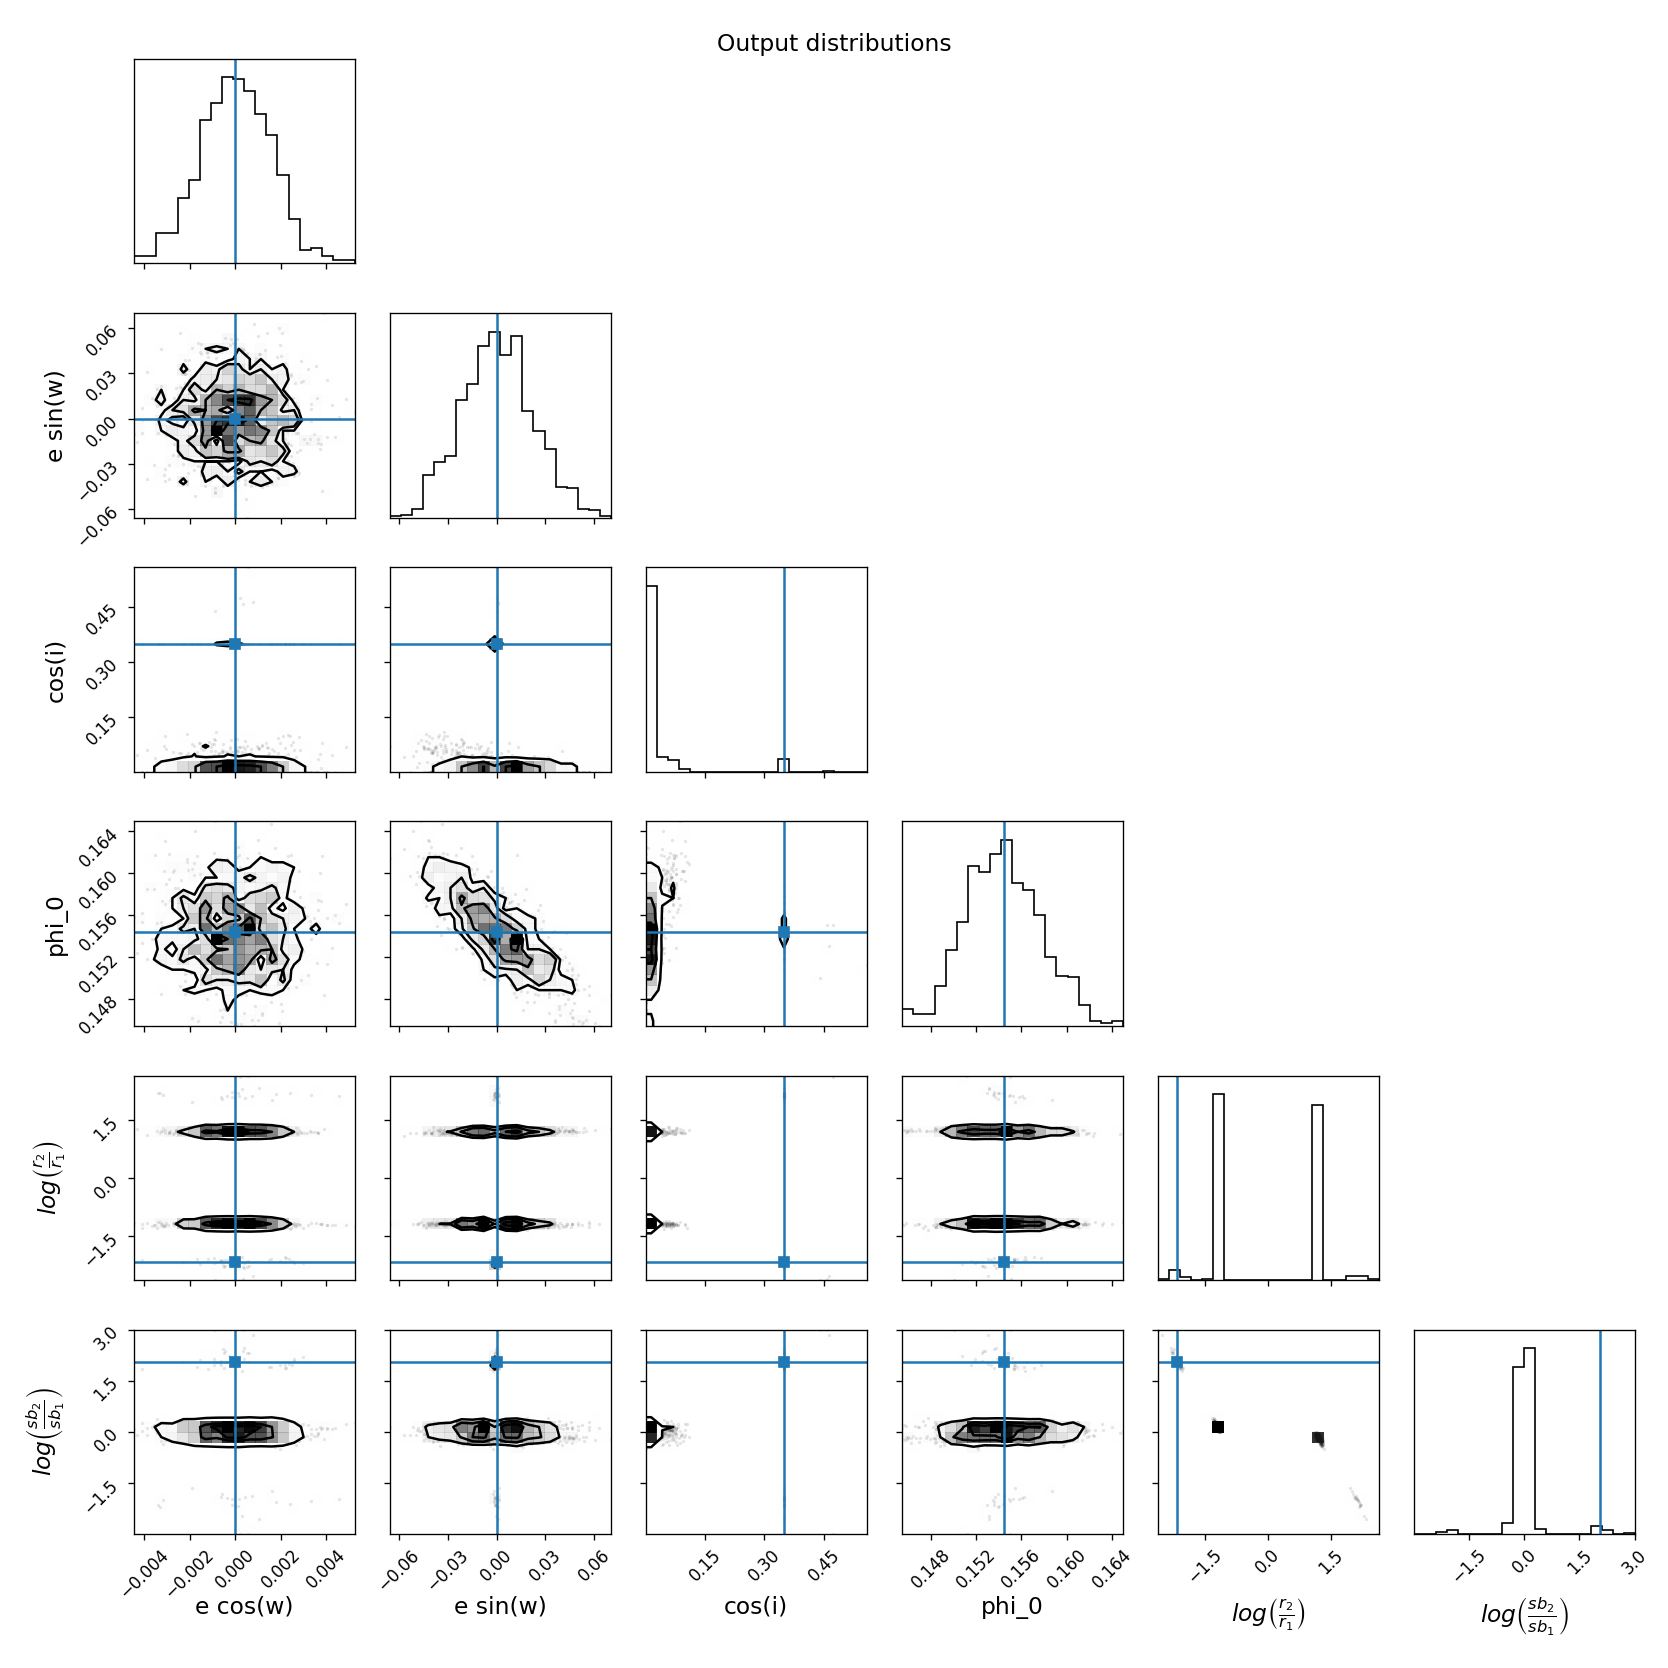 Output distributions
0.06
0.03
0.00
−0.03
−0.06
e sin(w)
0.45
0.30
0.15
cos(i)
0.164
0.160
0.156
0.152
0.148
phi_0
1.5
0.0
−1.5
log(r2/r1)
3.0
1.5
0.0
−1.5
log(sb2/sb1)
−0.004 −0.002 0.000 0.002 0.004
−0.06 −0.03 0.00 0.03 0.06
0.15 0.30 0.45
0.148 0.152 0.156 0.160 0.164
−1.5 0.0 1.5
−1.5 0.0 1.5 3.0
e cos(w) e sin(w) cos(i) phi_0 log(r2/r1) log(sb2/sb1)